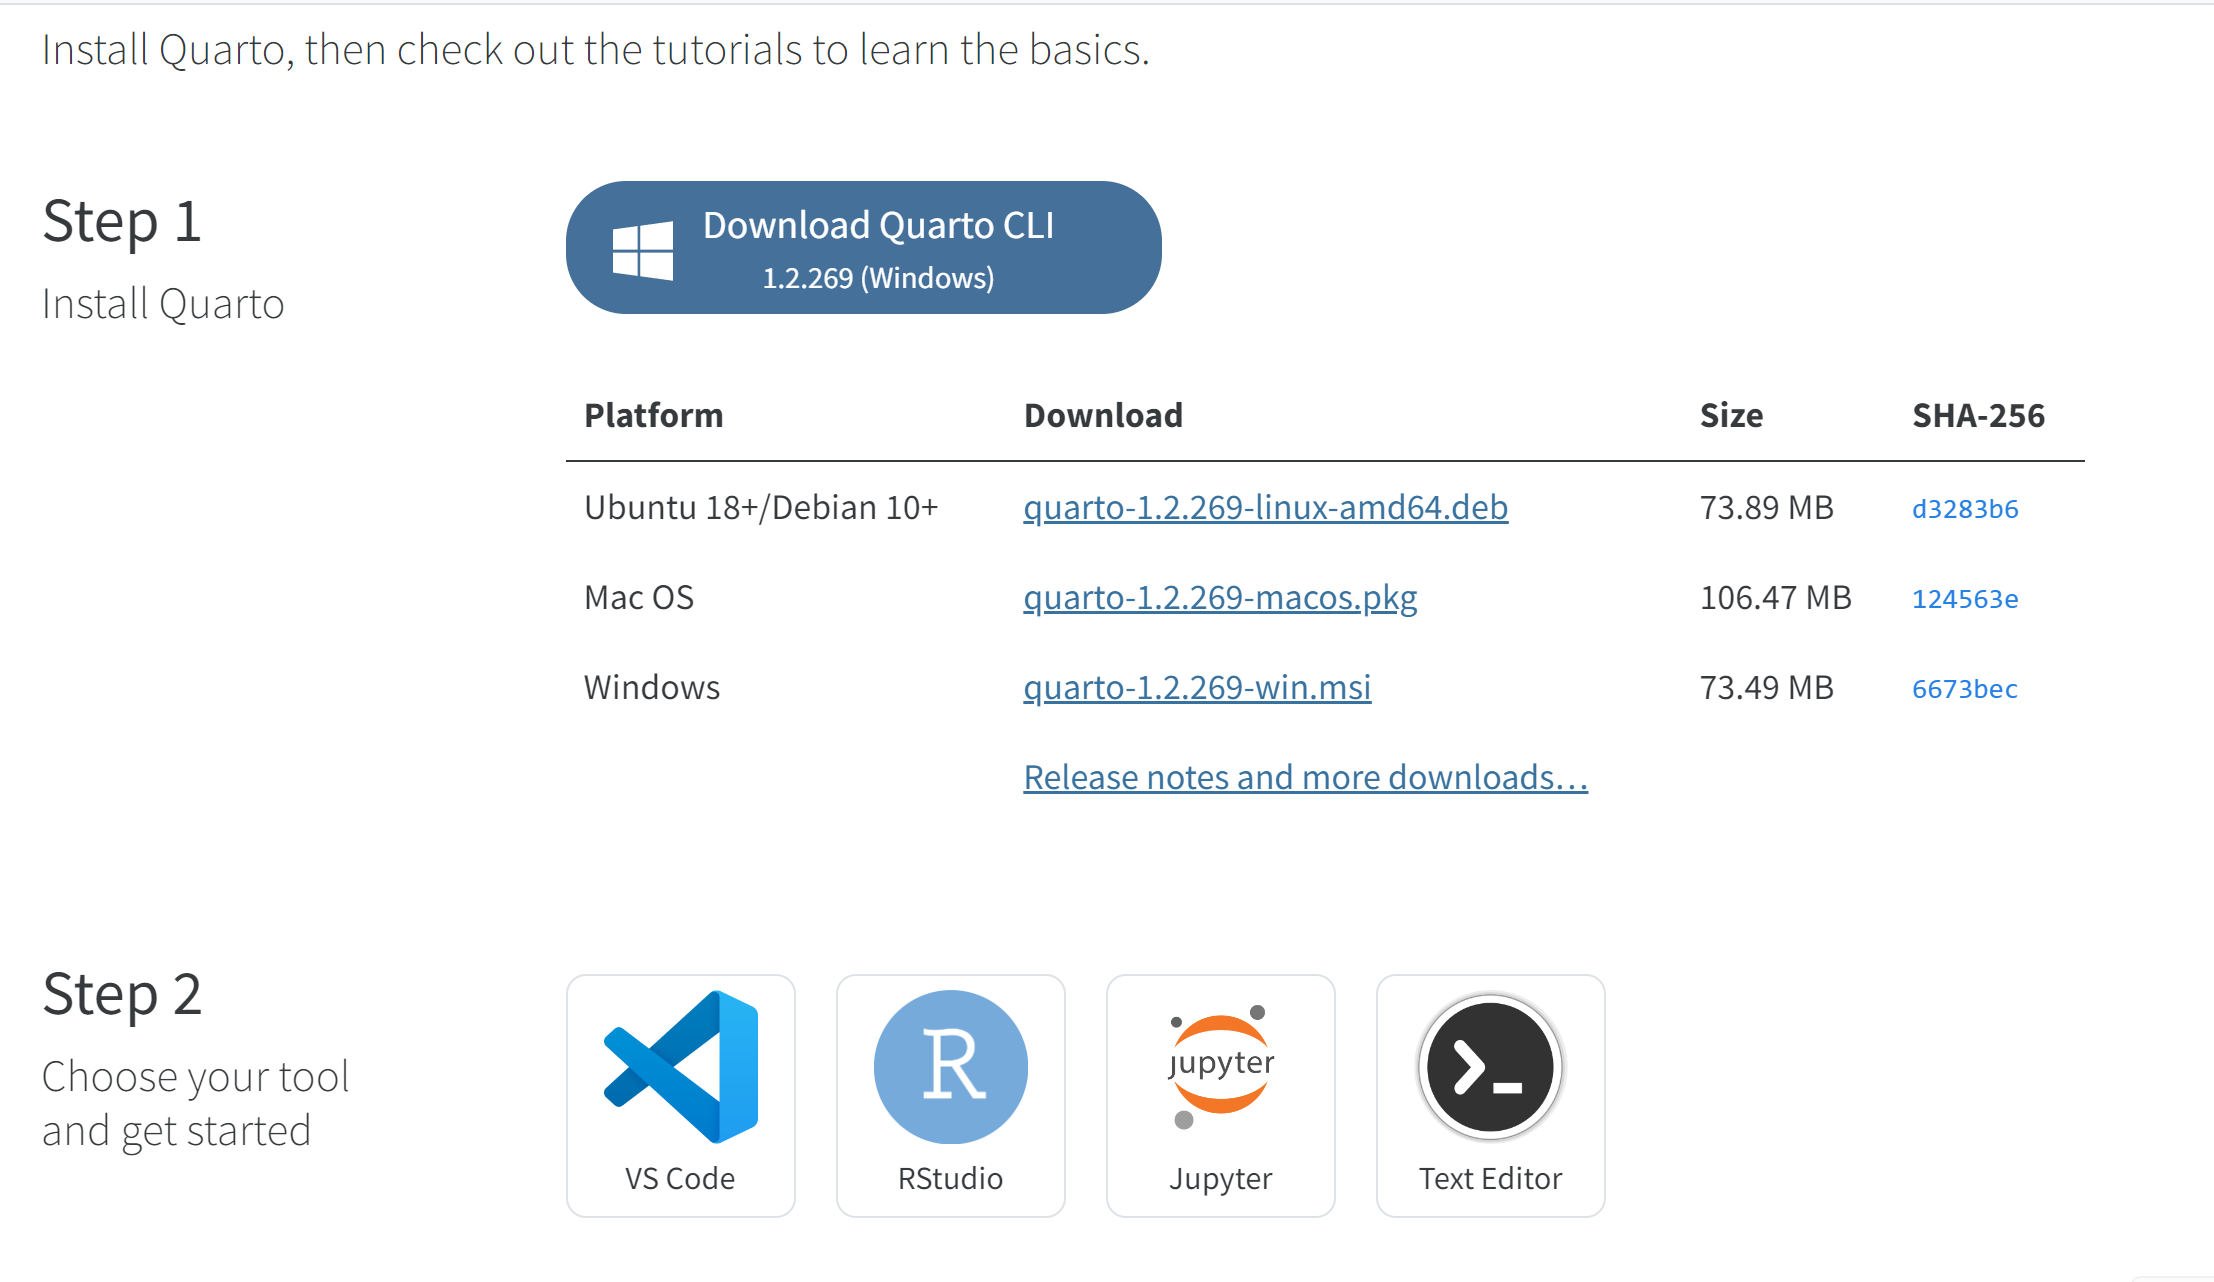 Install Quarto, then check out the tutorials to learn the basics.
Step 1
Install Quarto
Download Quarto CLI
1.2.269 (Windows)
Platform Download Size SHA-256
Ubuntu 18+/Debian 10+ quarto-1.2.269-linux-amd64.deb 73.89 MB d3283b6
Mac OS quarto-1.2.269-macos.pkg 106.47 MB 124563e
Windows quarto-1.2.269-win.msi 73.49 MB 6673bec
Release notes and more downloads…
Step 2
Choose your tool
and get started
VS Code
R
RStudio
jupyter
Jupyter
Text Editor